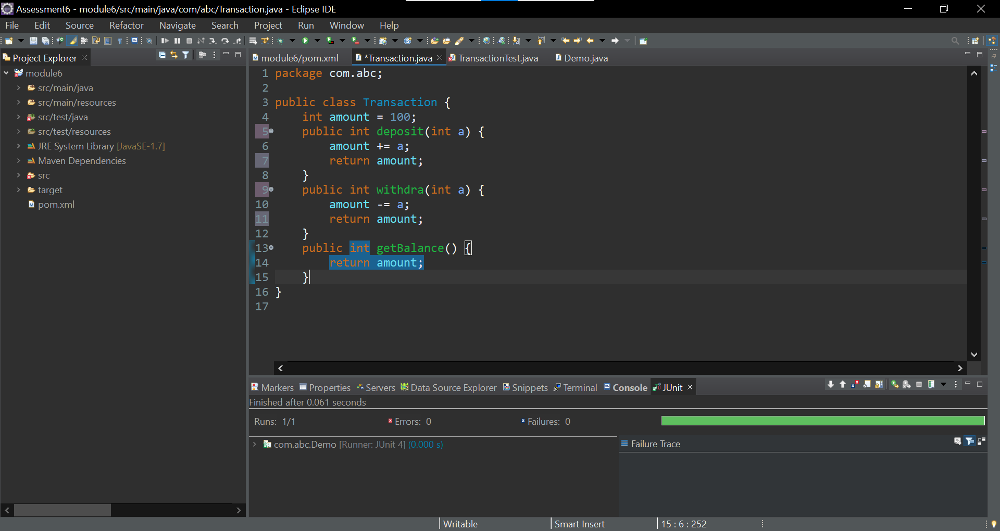 Assessment6 - module6/src/main/java/com/abc/Transaction.java - Eclipse IDE
File Edit Source Refactor Navigate Search Project Run Window Help
Project Explorer
module6
src/main/java
src/main/resources
src/test/java
src/test/resources
JRE System Library [JavaSE-1.7]
Maven Dependencies
src
target
pom.xml
module6/pom.xml *Transaction.java TransactionTest.java Demo.java
1 package com.abc;
2
3 public class Transaction {
4 int amount = 100;
5 public int deposit(int a) {
6 amount += a;
7 return amount;
8 }
9 public int withdra(int a) {
10 amount -= a;
11 return amount;
12 }
13 public int getBalance() {
14 return amount;
15 }
16 }
17
Markers Properties Servers Data Source Explorer Snippets Terminal Console JUnit
Finished after 0.061 seconds
Runs: 1/1 Errors: 0 Failures: 0
com.abc.Demo [Runner: JUnit 4] (0.000 s)
Failure Trace
Writable Smart Insert 15 : 6 : 252